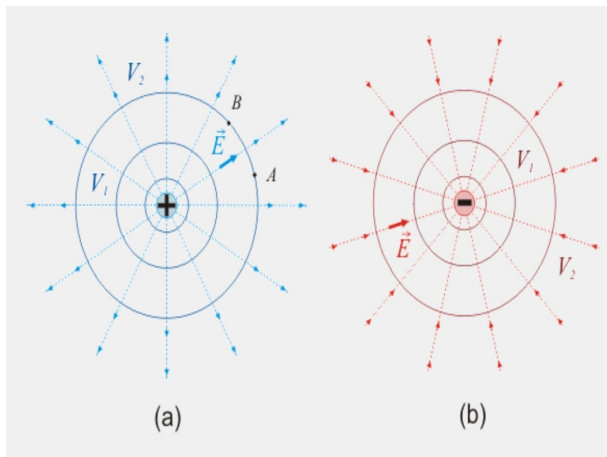 V₂
B
E⃗
V₁
A
+
V₁
-
E⃗
V₂
(a)
(b)